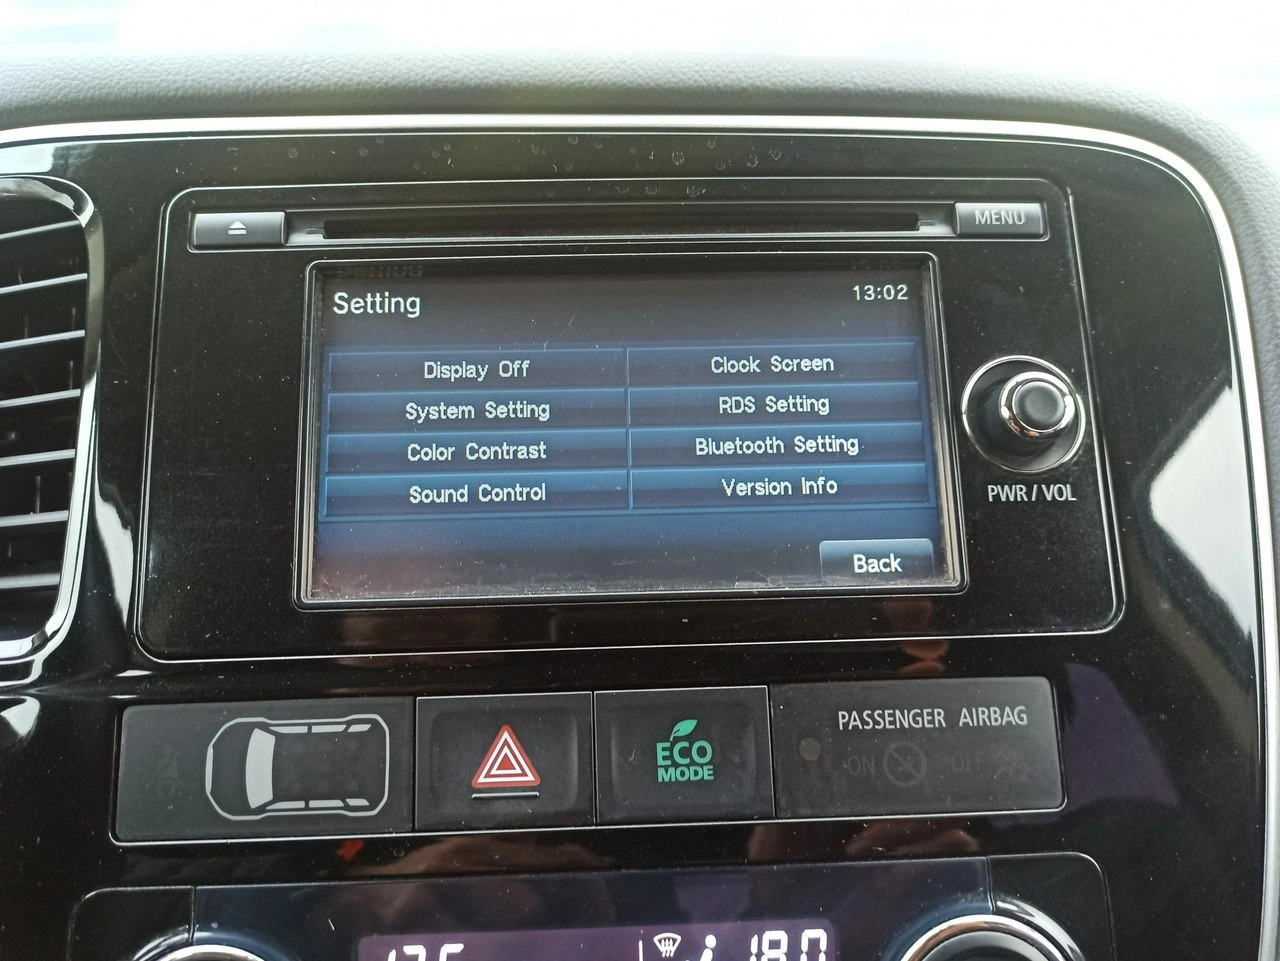 MENU
Setting
13:02
Display Off
Clock Screen
System Setting
RDS Setting
Color Contrast
Bluetooth Setting
Sound Control
Version Info
Back
PWR / VOL
ECO
MODE
PASSENGER AIRBAG
ON
OFF
180